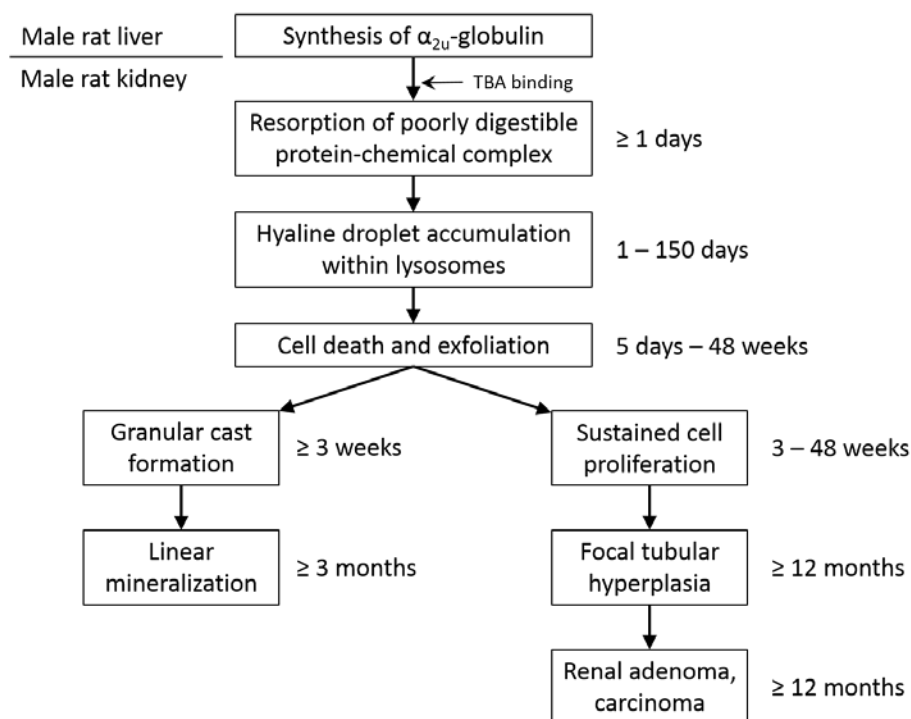 Male rat liver
Synthesis of α₂ᵤ-globulin
Male rat kidney
TBA binding
Resorption of poorly digestible
protein-chemical complex
≥ 1 days
Hyaline droplet accumulation
within lysosomes
1 – 150 days
Cell death and exfoliation
5 days – 48 weeks
Granular cast
formation
≥ 3 weeks
Sustained cell
proliferation
3 – 48 weeks
Linear
mineralization
≥ 3 months
Focal tubular
hyperplasia
≥ 12 months
Renal adenoma,
carcinoma
≥ 12 months